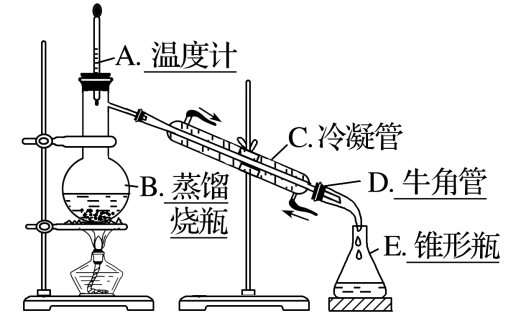 A. 温度计
C. 冷凝管
B. 蒸馏
烧瓶
D. 牛角管
E. 锥形瓶